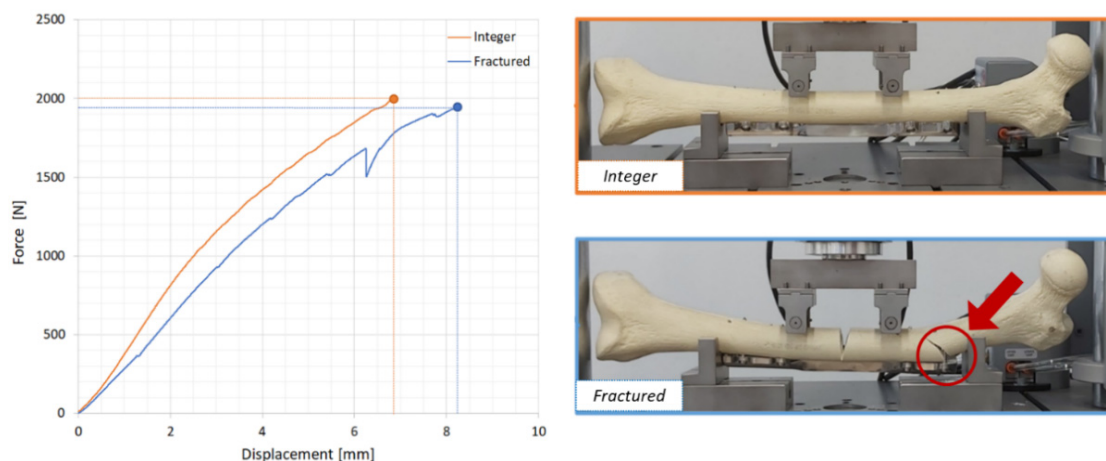 2500
2000
1500
1000
500
0
0
2
4
6
8
10
Force [N]
Displacement [mm]
Integer
Fractured
Integer
Fractured